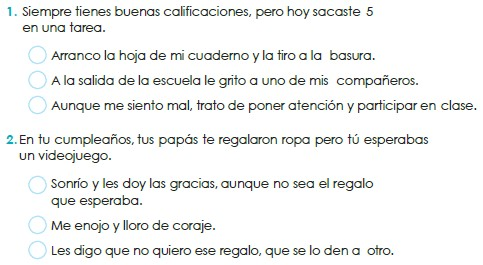 1. Siempre tienes buenas calificaciones, pero hoy sacaste 5
en una tarea.
Arranco la hoja de mi cuaderno y la tiro a la basura.
A la salida de la escuela le grito a uno de mis compañeros.
Aunque me siento mal, trato de poner atención y participar en clase.
2. En tu cumpleaños, tus papás te regalaron ropa pero tú esperabas
un videojuego.
Sonrío y les doy las gracias, aunque no sea el regalo
que esperaba.
Me enojo y lloro de coraje.
Les digo que no quiero ese regalo, que se lo den a otro.